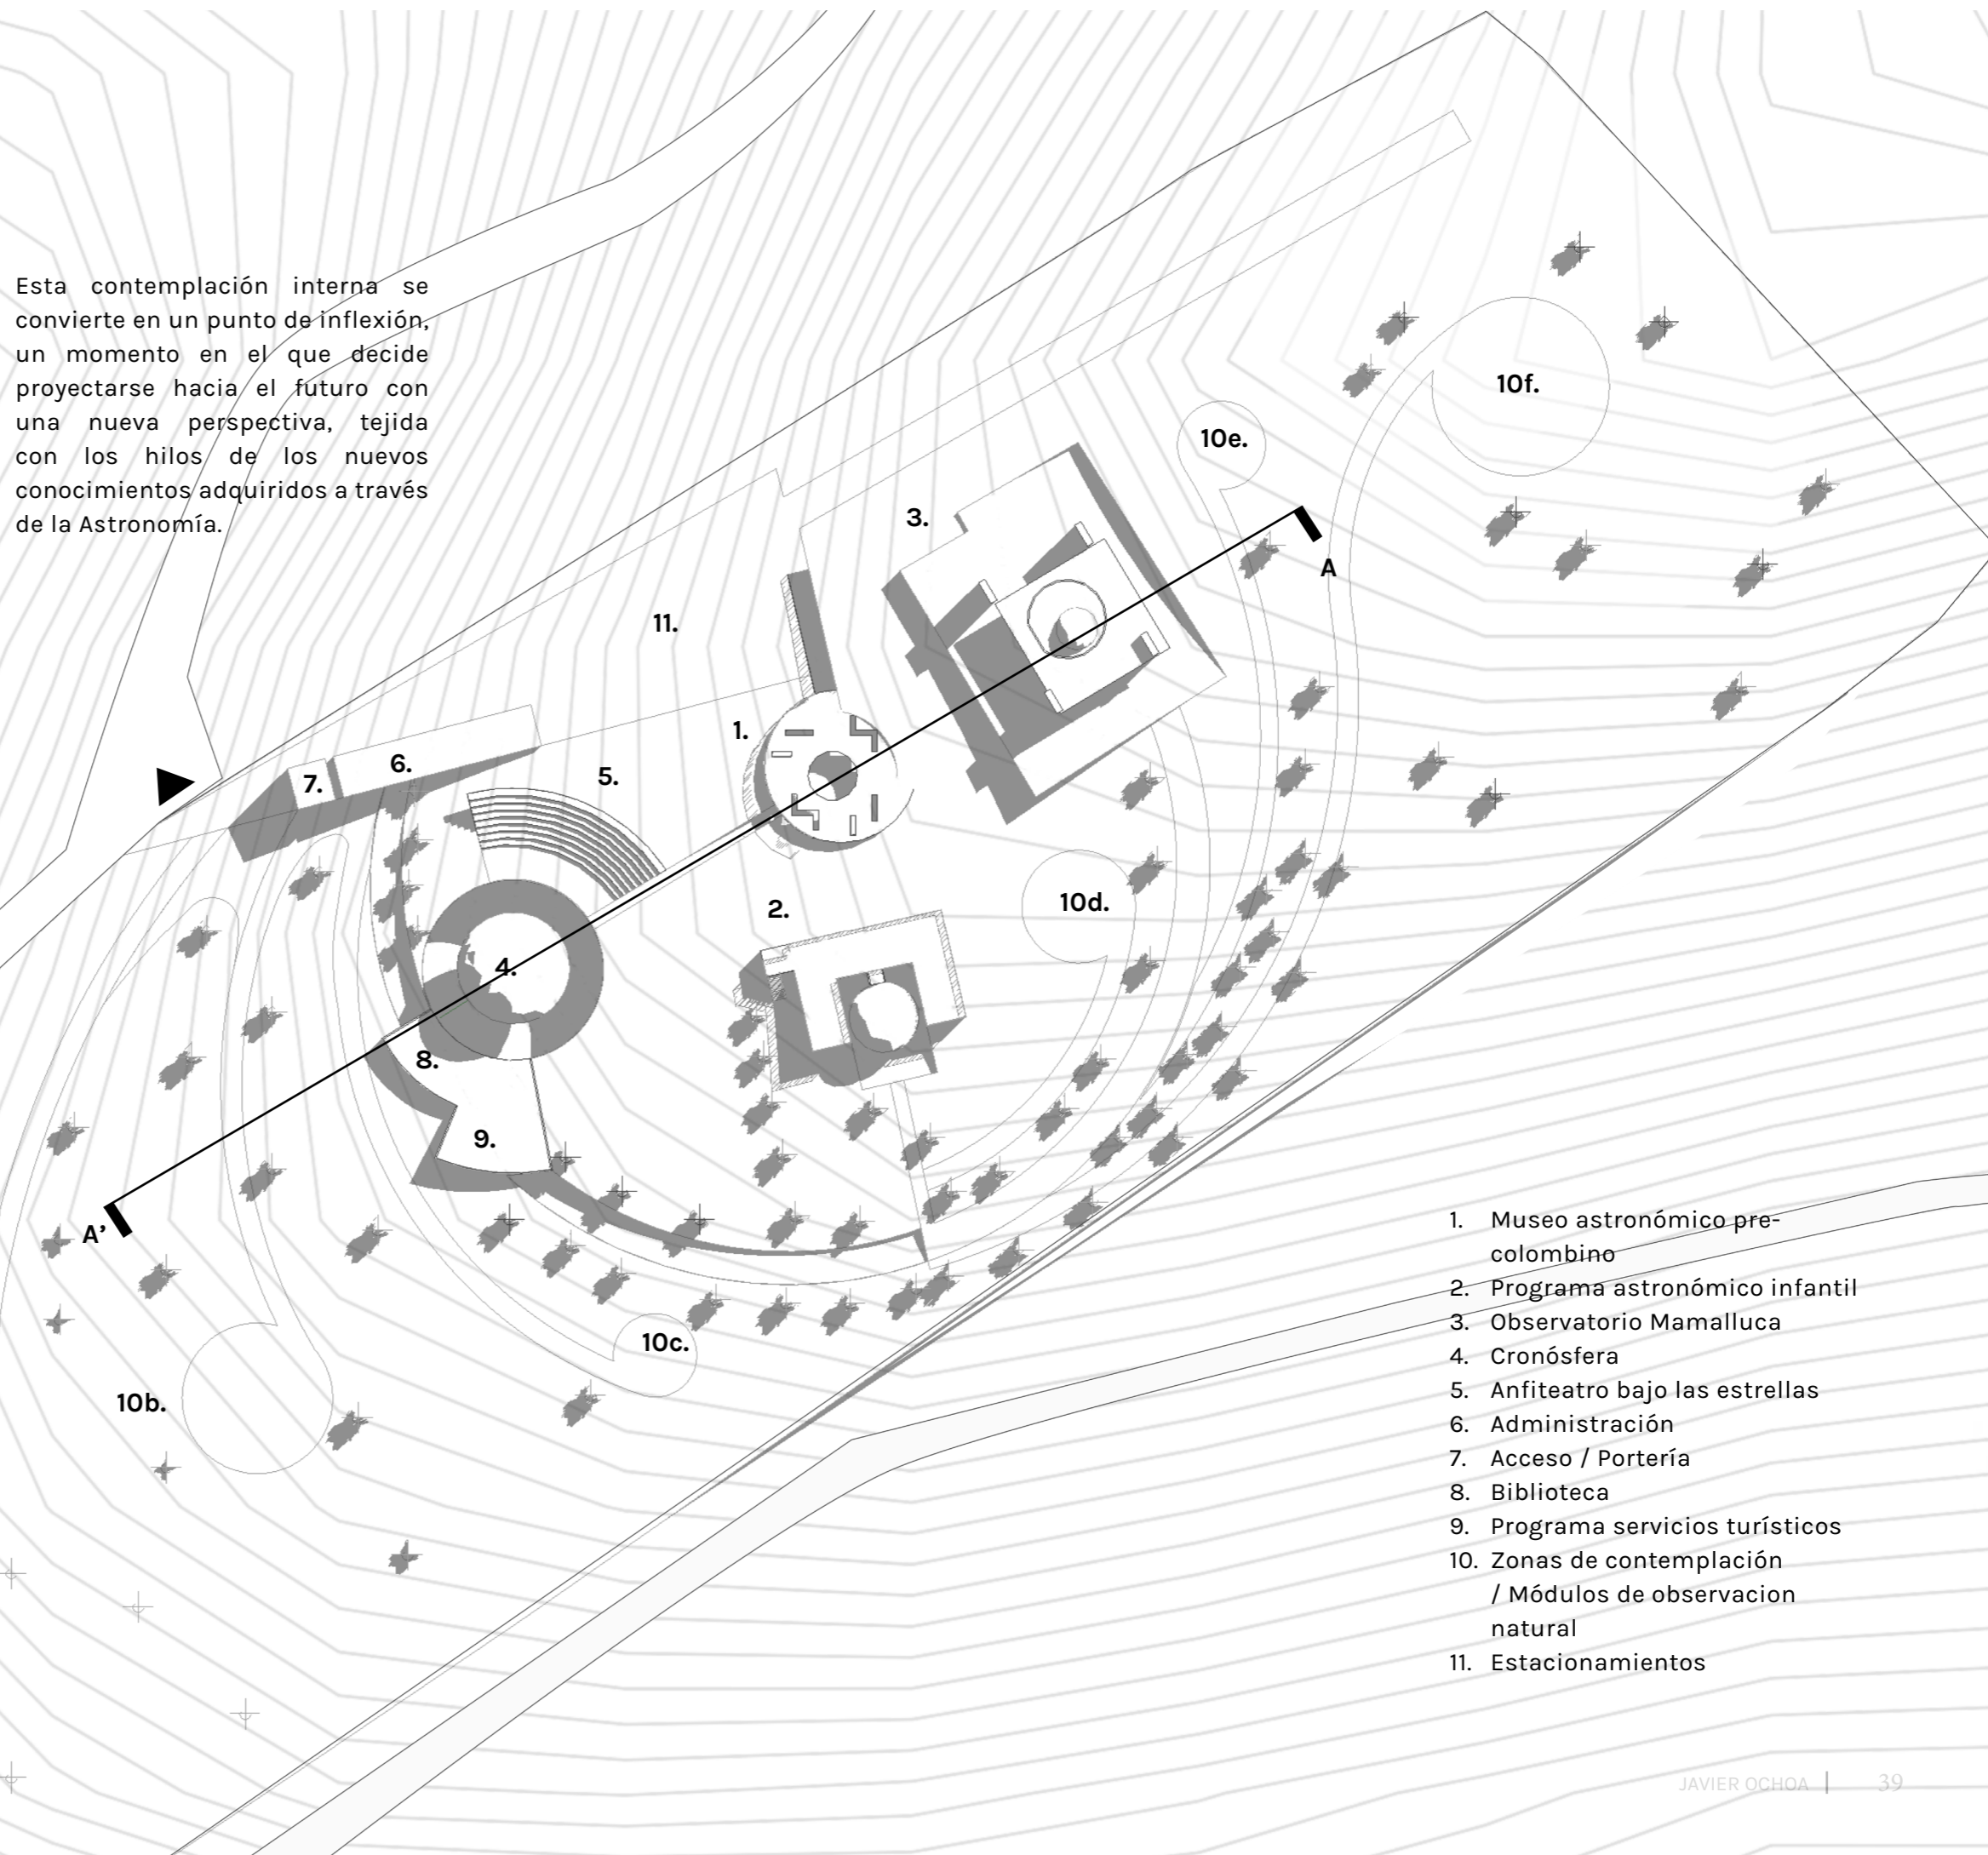 Esta contemplación interna se
convierte en un punto de inflexión,
un momento en el que decide
proyectarse hacia el futuro con
una nueva perspectiva, tejida
con los hilos de los nuevos
conocimientos adquiridos a través
de la Astronomía.
10f.
10e.
3.
A
11.
1.
6.
7.
5.
10d.
2.
4.
8.
9.
A’
10c.
10b.
1. Museo astronómico pre-
colombino
2. Programa astronómico infantil
3. Observatorio Mamalluca
4. Cronósfera
5. Anfiteatro bajo las estrellas
6. Administración
7. Acceso / Portería
8. Biblioteca
9. Programa servicios turísticos
10. Zonas de contemplación
/ Módulos de observacion
natural
11. Estacionamientos
JAVIER OCHOA | 39